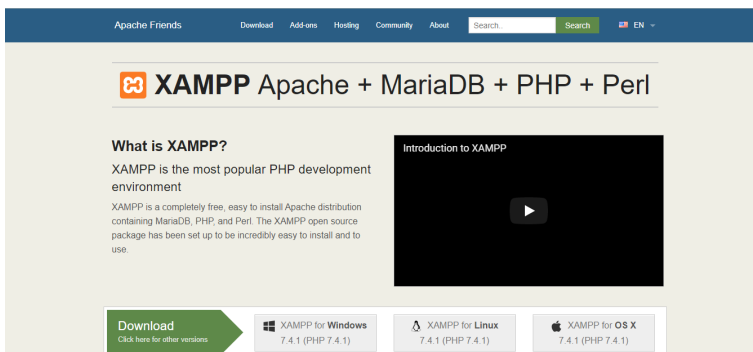 Apache Friends Download Add-ons Hosting Community About Search... Search EN
XAMPP Apache + MariaDB + PHP + Perl
What is XAMPP?
XAMPP is the most popular PHP development
environment
XAMPP is a completely free, easy to install Apache distribution
containing MariaDB, PHP, and Perl. The XAMPP open source
package has been set up to be incredibly easy to install and to
use.
Introduction to XAMPP
Download
Click here for other versions
XAMPP for Windows
7.4.1 (PHP 7.4.1)
XAMPP for Linux
7.4.1 (PHP 7.4.1)
XAMPP for OS X
7.4.1 (PHP 7.4.1)